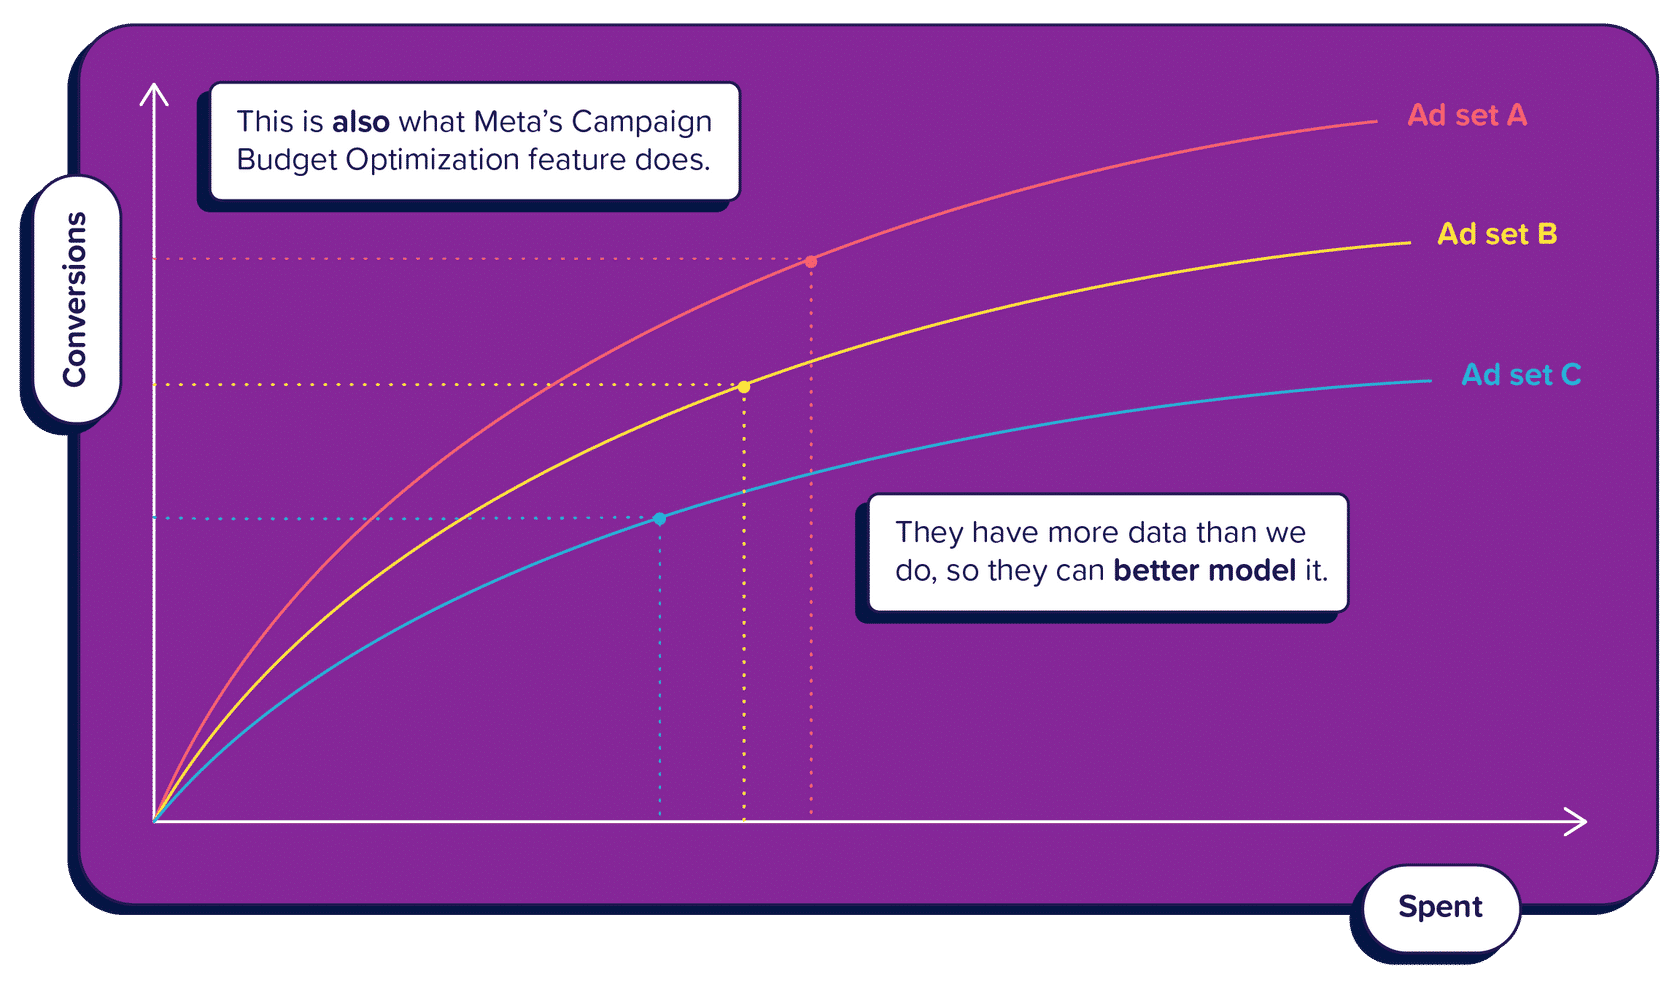 This is also what Meta's Campaign
Budget Optimization feature does.
Ad set A
Ad set B
Conversions
Ad set C
They have more data than we
do, so they can better model it.
Spent